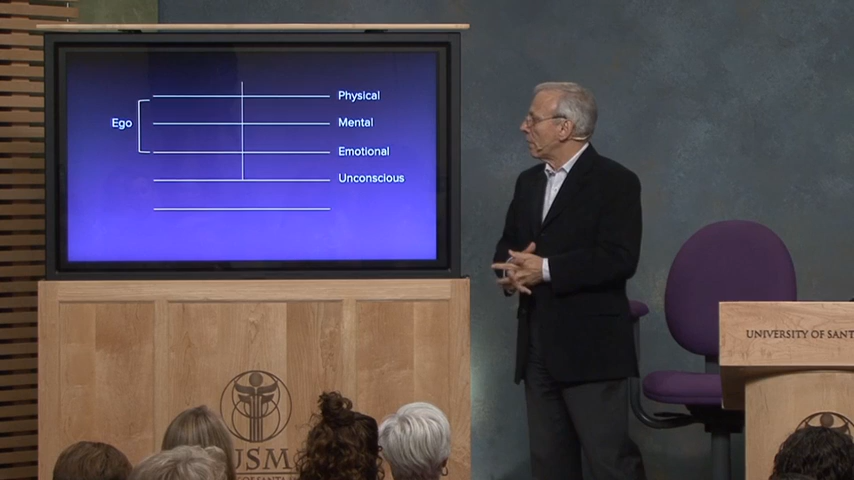 Physical
Ego
Mental
Emotional
Unconscious
UNIVERSITY OF SANT
USM